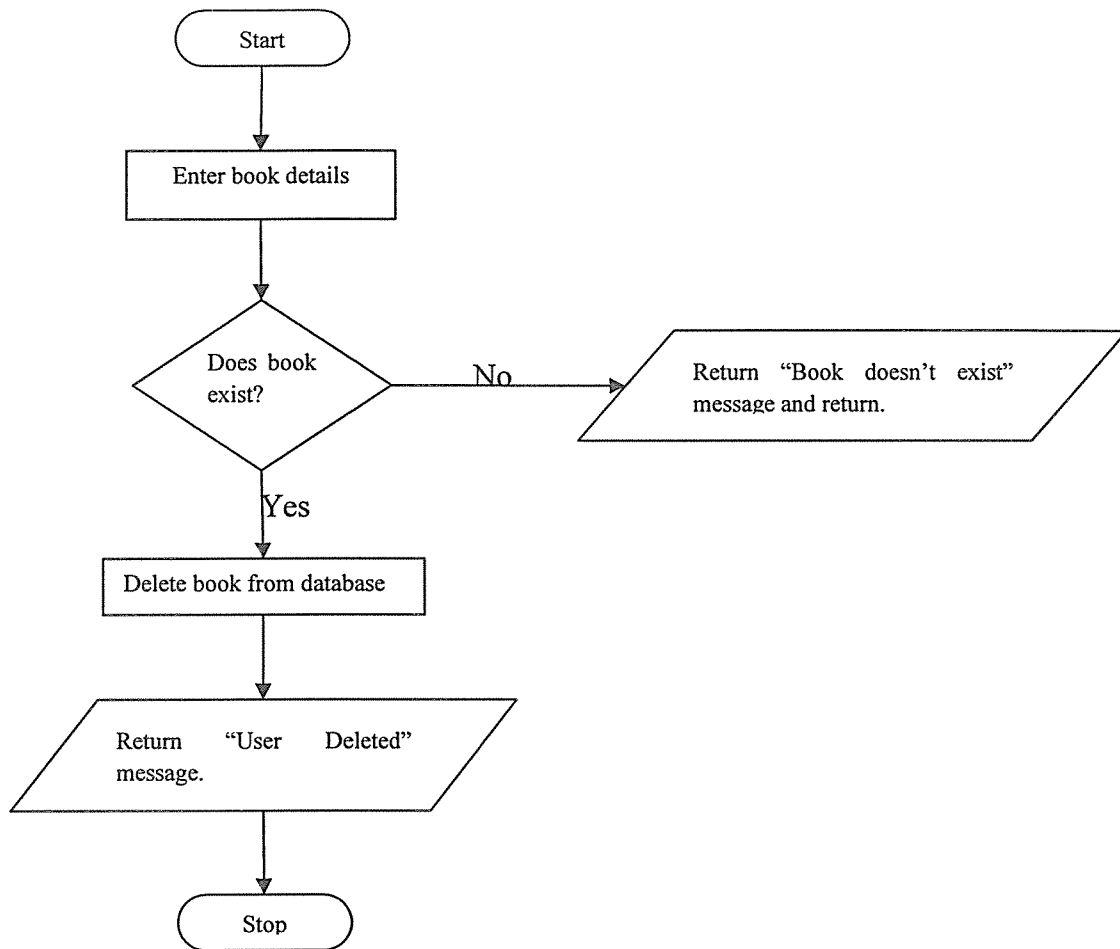 Start
Enter book details
Does book
exist?
No
Return “Book doesn’t exist”
message and return.
Yes
Delete book from database
Return “User Deleted”
message.
Stop